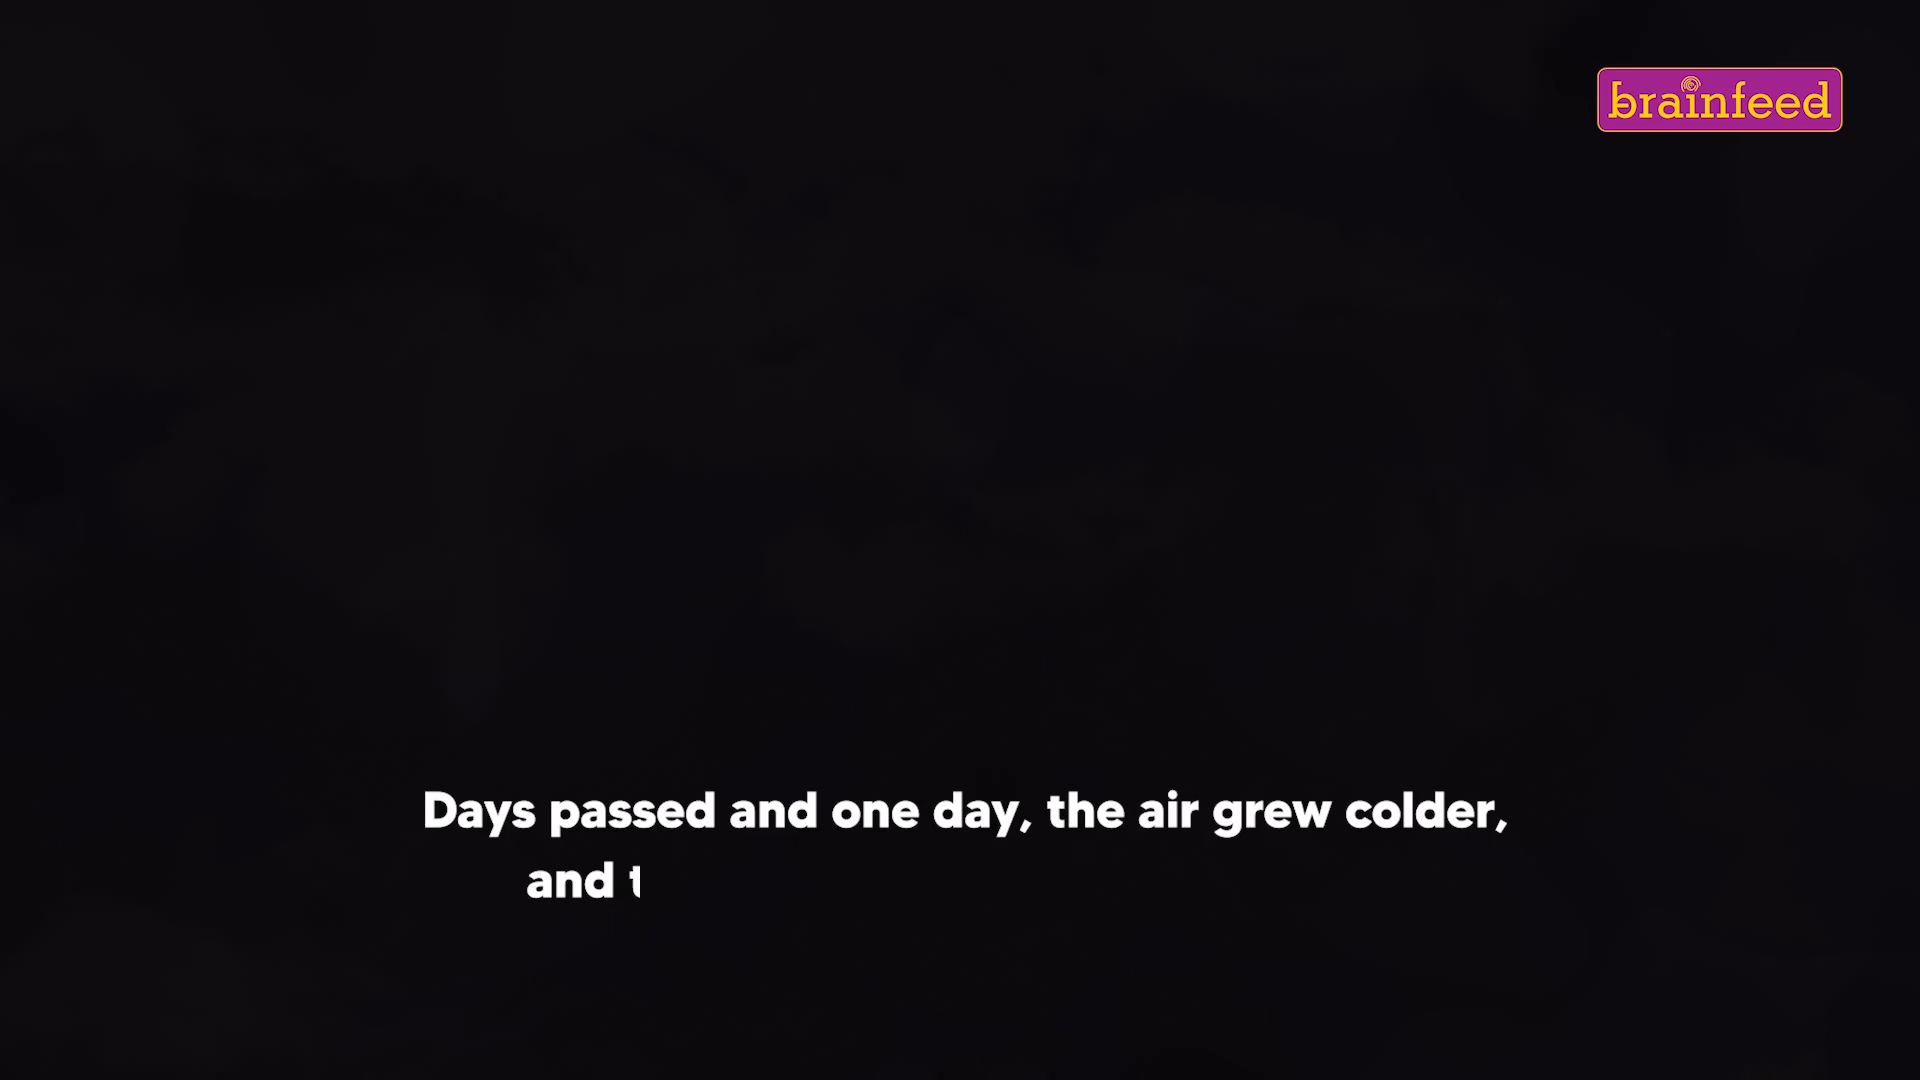 brainfeed
Days passed and one day, the air grew colder,
and t